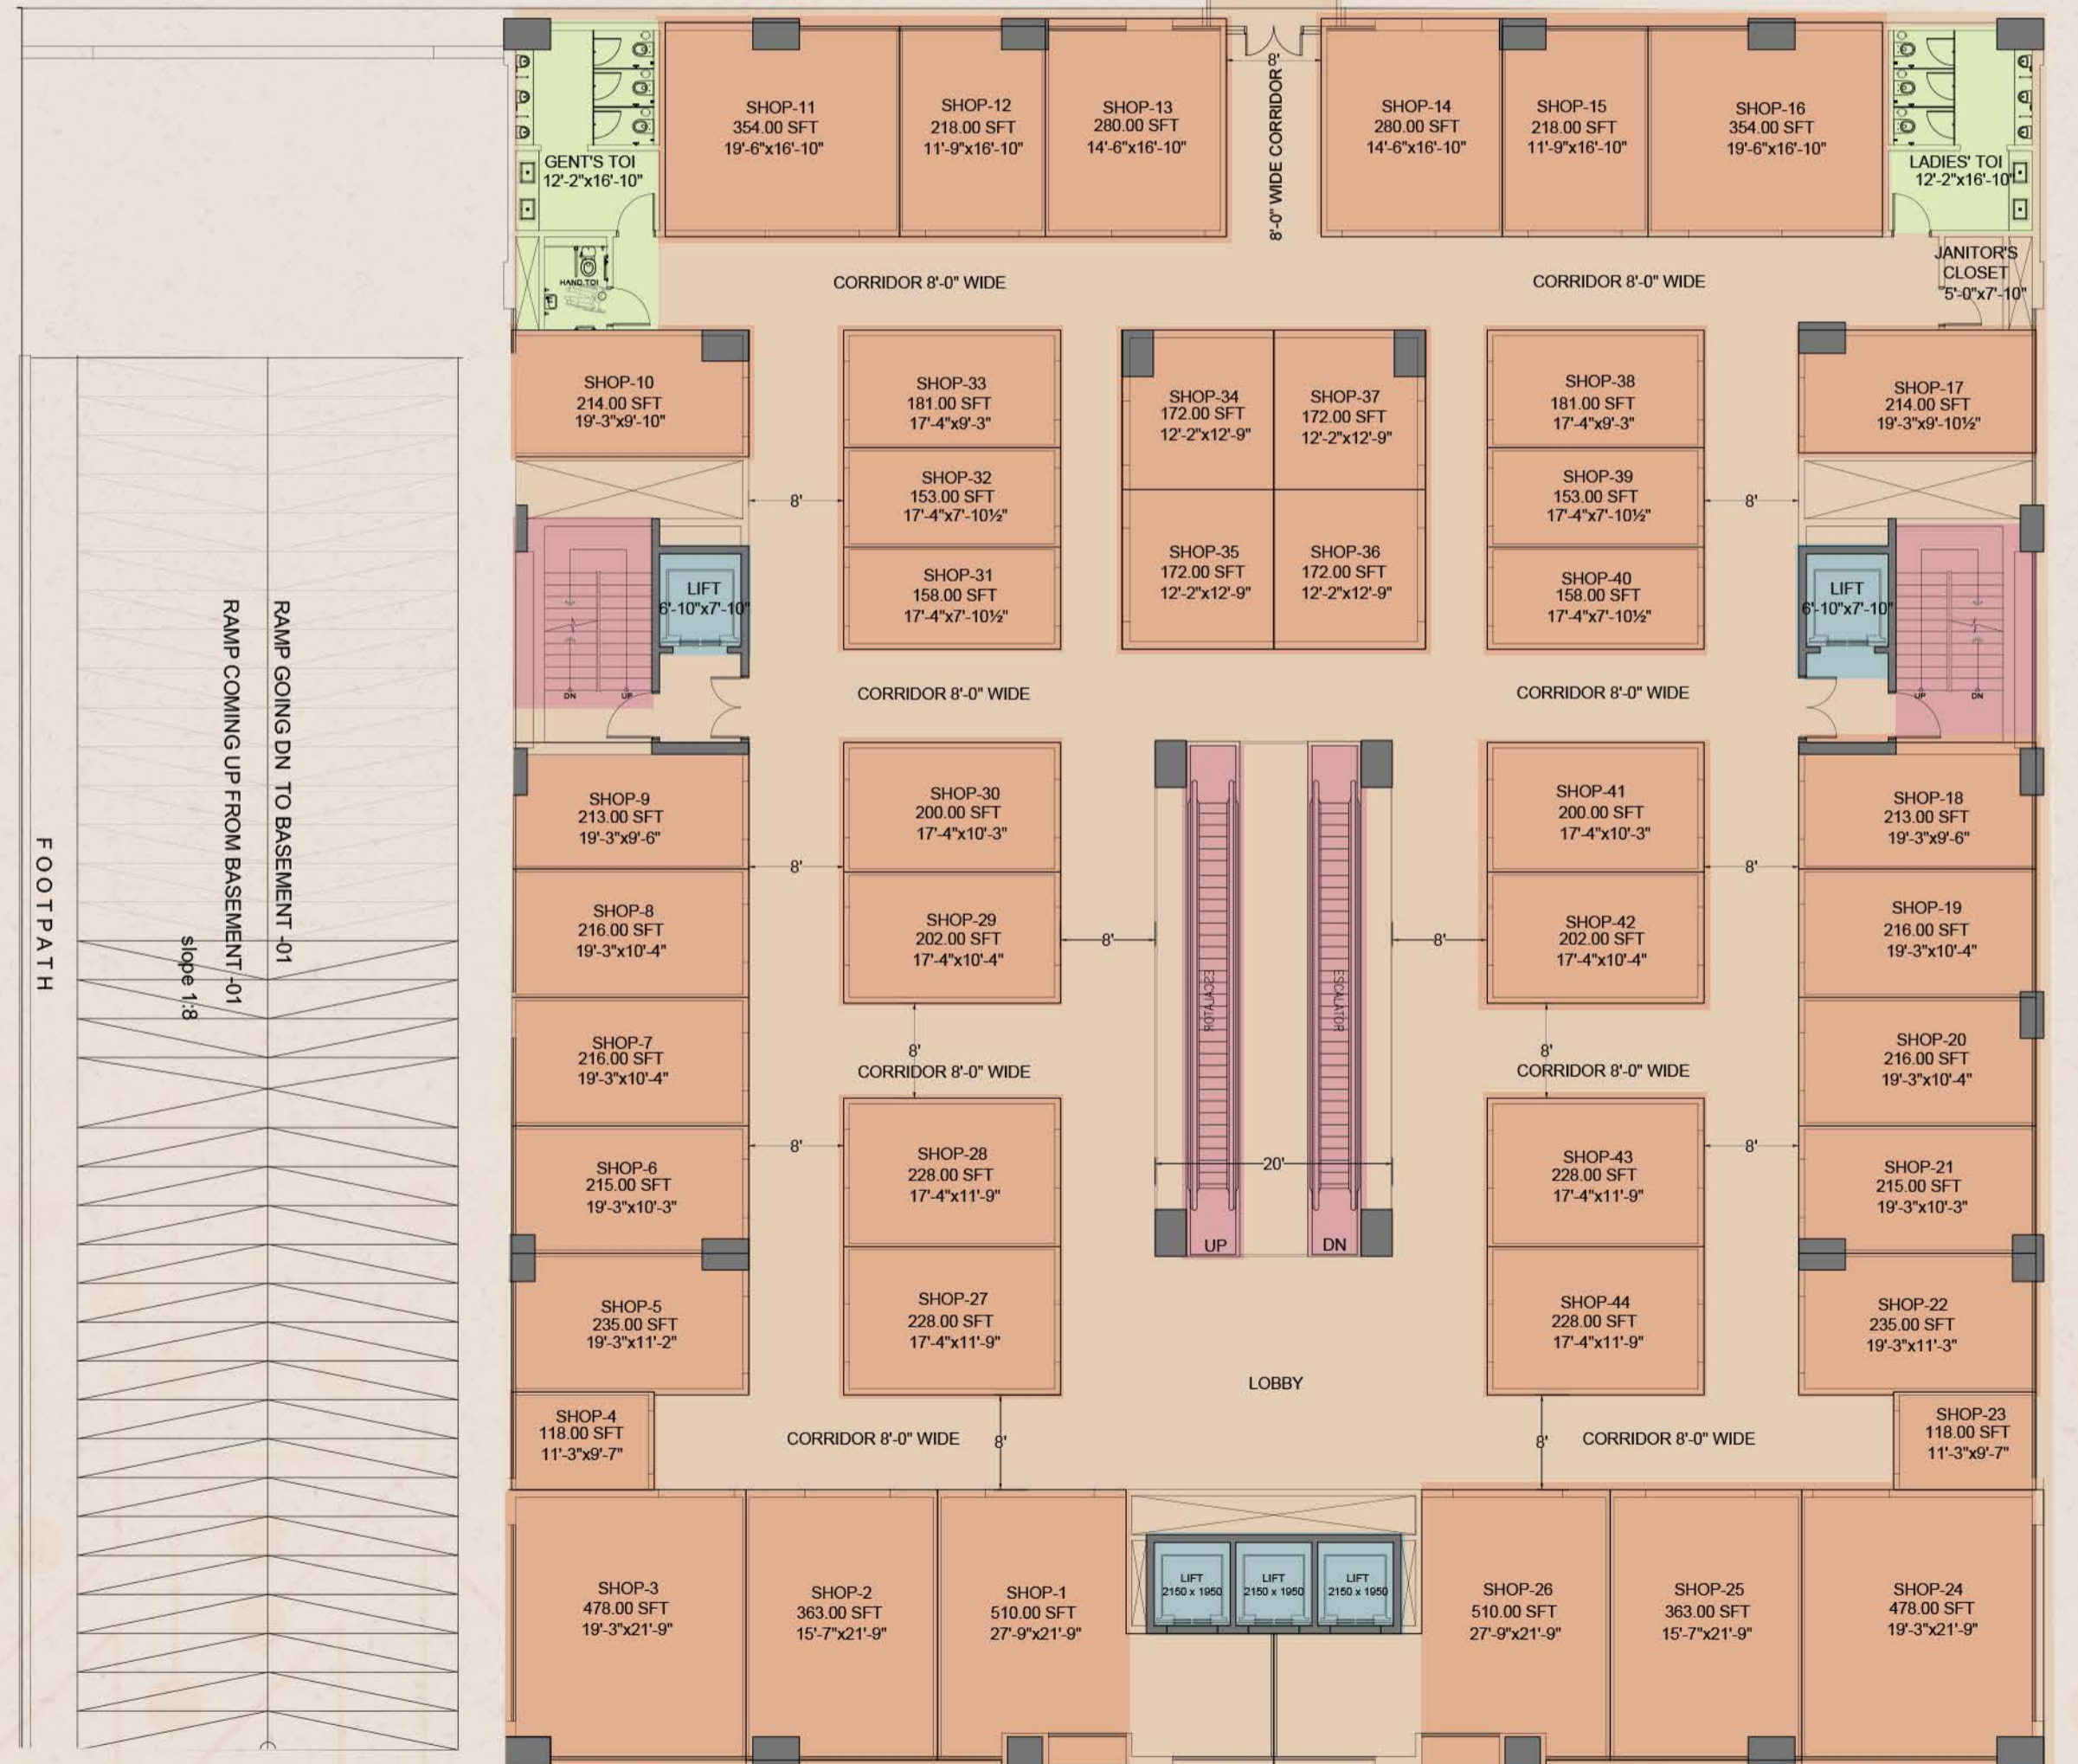 SHOP-11
354.00 SFT
19'-6"x16'-10"
SHOP-12
218.00 SFT
11'-9"x16'-10"
SHOP-13
280.00 SFT
14'-6"x16'-10"
8'
8'-0" WIDE CORRIDOR
SHOP-14
280.00 SFT
14'-6"x16'-10"
SHOP-15
218.00 SFT
11'-9"x16'-10"
SHOP-16
354.00 SFT
19'-6"x16'-10"
GENT'S TOI
12'-2"x16'-10"
LADIES' TOI
12'-2"x16'-10"
HAND.TOI
CORRIDOR 8'-0" WIDE
CORRIDOR 8'-0" WIDE
JANITOR'S
CLOSET
5'-0"x7'-10"
SHOP-10
214.00 SFT
19'-3"x9'-10"
SHOP-33
181.00 SFT
17'-4"x9'-3"
SHOP-34
172.00 SFT
12'-2"x12'-9"
SHOP-37
172.00 SFT
12'-2"x12'-9"
SHOP-38
181.00 SFT
17'-4"x9'-3"
SHOP-17
214.00 SFT
19'-3"x9'-10½"
8'
SHOP-32
153.00 SFT
17'-4"x7'-10½"
SHOP-39
153.00 SFT
17'-4"x7'-10½"
8'
LIFT
6'-10"x7'-10"
SHOP-31
158.00 SFT
17'-4"x7'-10½"
SHOP-35
172.00 SFT
12'-2"x12'-9"
SHOP-36
172.00 SFT
12'-2"x12'-9"
SHOP-40
158.00 SFT
17'-4"x7'-10½"
LIFT
6'-10"x7'-10"
DN
UP
UP
DN
CORRIDOR 8'-0" WIDE
CORRIDOR 8'-0" WIDE
FOOTPATH
RAMP GOING DN TO BASEMENT -01
RAMP COMING UP FROM BASEMENT -01
slope 1:8
SHOP-9
213.00 SFT
19'-3"x9'-6"
SHOP-30
200.00 SFT
17'-4"x10'-3"
SHOP-41
200.00 SFT
17'-4"x10'-3"
SHOP-18
213.00 SFT
19'-3"x9'-6"
8'
8'
SHOP-8
216.00 SFT
19'-3"x10'-4"
SHOP-29
202.00 SFT
17'-4"x10'-4"
8'
ESCALATOR
ESCALATOR
8'
SHOP-42
202.00 SFT
17'-4"x10'-4"
SHOP-19
216.00 SFT
19'-3"x10'-4"
SHOP-7
216.00 SFT
19'-3"x10'-4"
8'
CORRIDOR 8'-0" WIDE
8'
CORRIDOR 8'-0" WIDE
SHOP-20
216.00 SFT
19'-3"x10'-4"
SHOP-6
215.00 SFT
19'-3"x10'-3"
8'
SHOP-28
228.00 SFT
17'-4"x11'-9"
20'
UP
DN
SHOP-43
228.00 SFT
17'-4"x11'-9"
8'
SHOP-21
215.00 SFT
19'-3"x10'-3"
SHOP-5
235.00 SFT
19'-3"x11'-2"
SHOP-27
228.00 SFT
17'-4"x11'-9"
SHOP-44
228.00 SFT
17'-4"x11'-9"
SHOP-22
235.00 SFT
19'-3"x11'-3"
LOBBY
SHOP-4
118.00 SFT
11'-3"x9'-7"
CORRIDOR 8'-0" WIDE
8'
8'
CORRIDOR 8'-0" WIDE
SHOP-23
118.00 SFT
11'-3"x9'-7"
SHOP-3
478.00 SFT
19'-3"x21'-9"
SHOP-2
363.00 SFT
15'-7"x21'-9"
SHOP-1
510.00 SFT
27'-9"x21'-9"
LIFT
2150 x 1950
LIFT
2150 x 1950
LIFT
2150 x 1950
SHOP-26
510.00 SFT
27'-9"x21'-9"
SHOP-25
363.00 SFT
15'-7"x21'-9"
SHOP-24
478.00 SFT
19'-3"x21'-9"